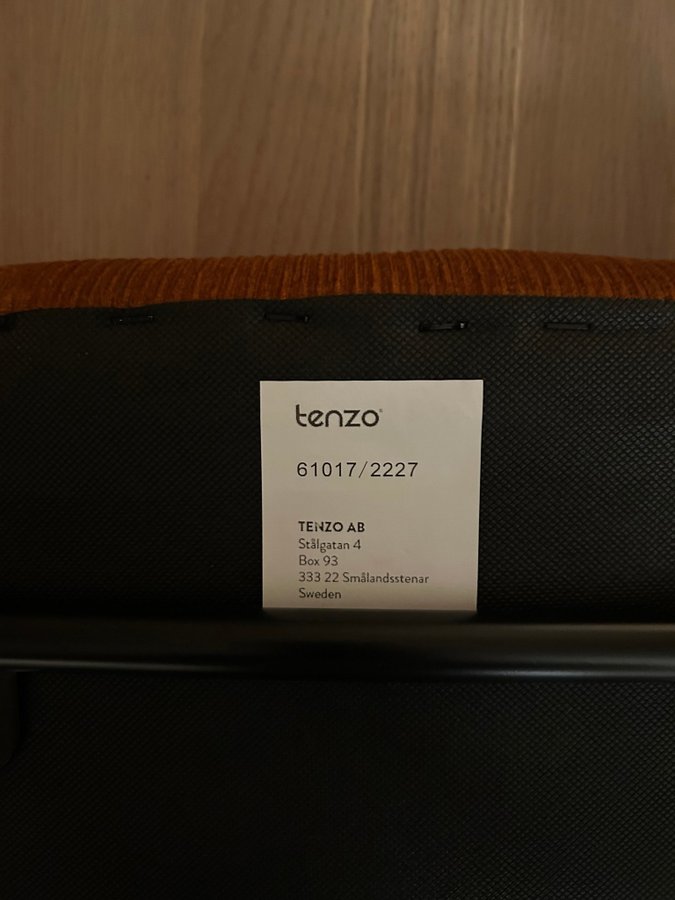 tenzo®
61017/2227
TENZO AB
Stålgatan 4
Box 93
333 22 Smålandsstenar
Sweden